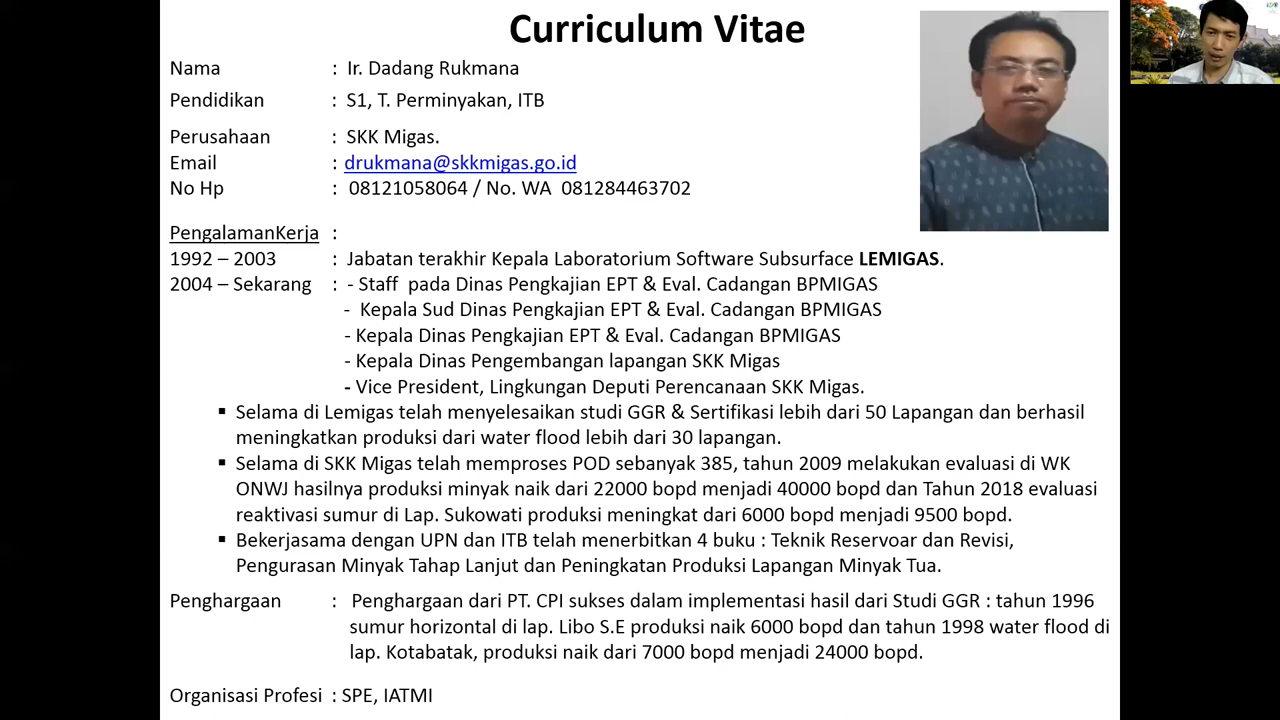 Curriculum Vitae
Nama : Ir. Dadang Rukmana
Pendidikan : S1, T. Perminyakan, ITB
Perusahaan : SKK Migas.
Email : drukmana@skkmigas.go.id
No Hp : 08121058064 / No. WA 081284463702
PengalamanKerja :
1992 – 2003 : Jabatan terakhir Kepala Laboratorium Software Subsurface LEMIGAS.
2004 – Sekarang : - Staff pada Dinas Pengkajian EPT & Eval. Cadangan BPMIGAS
- Kepala Sud Dinas Pengkajian EPT & Eval. Cadangan BPMIGAS
- Kepala Dinas Pengkajian EPT & Eval. Cadangan BPMIGAS
- Kepala Dinas Pengembangan lapangan SKK Migas
- Vice President, Lingkungan Deputi Perencanaan SKK Migas.
▪ Selama di Lemigas telah menyelesaikan studi GGR & Sertifikasi lebih dari 50 Lapangan dan berhasil
meningkatkan produksi dari water flood lebih dari 30 lapangan.
▪ Selama di SKK Migas telah memproses POD sebanyak 385, tahun 2009 melakukan evaluasi di WK
ONWJ hasilnya produksi minyak naik dari 22000 bopd menjadi 40000 bopd dan Tahun 2018 evaluasi
reaktivasi sumur di Lap. Sukowati produksi meningkat dari 6000 bopd menjadi 9500 bopd.
▪ Bekerjasama dengan UPN dan ITB telah menerbitkan 4 buku : Teknik Reservoar dan Revisi,
Pengurasan Minyak Tahap Lanjut dan Peningkatan Produksi Lapangan Minyak Tua.
Penghargaan : Penghargaan dari PT. CPI sukses dalam implementasi hasil dari Studi GGR : tahun 1996
sumur horizontal di lap. Libo S.E produksi naik 6000 bopd dan tahun 1998 water flood di
lap. Kotabatak, produksi naik dari 7000 bopd menjadi 24000 bopd.
Organisasi Profesi : SPE, IATMI